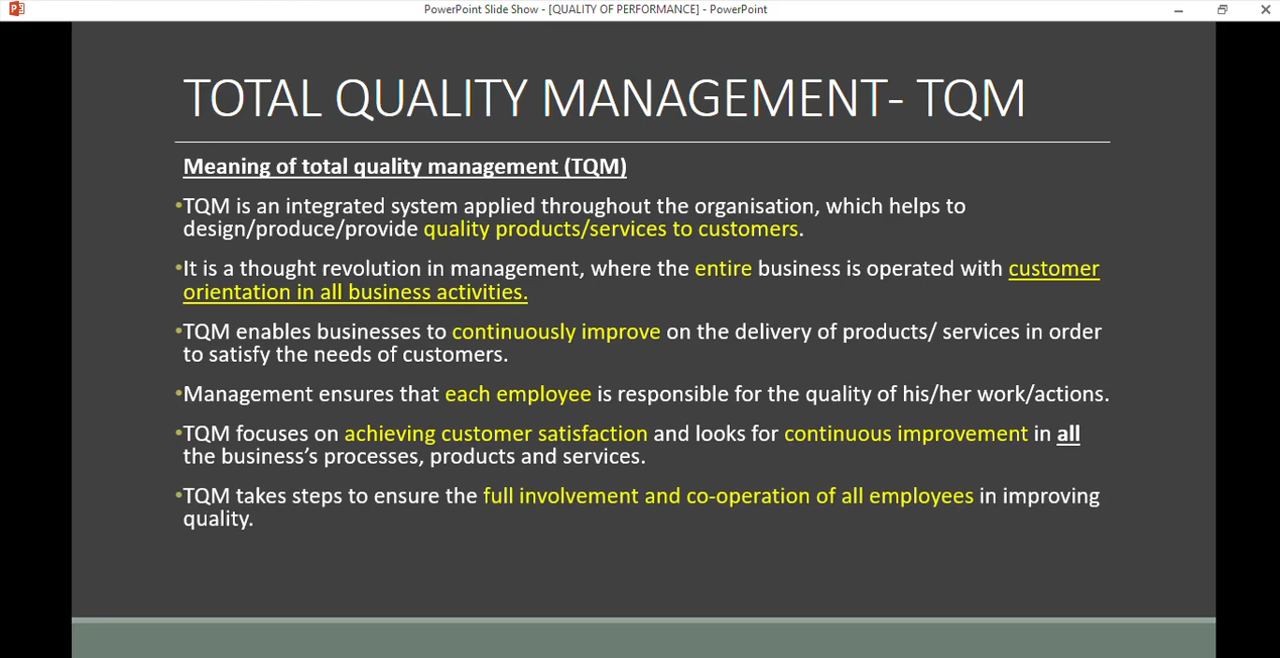 PowerPoint Slide Show - [QUALITY OF PERFORMANCE] - PowerPoint
TOTAL QUALITY MANAGEMENT- TQM
Meaning of total quality management (TQM)
•TQM is an integrated system applied throughout the organisation, which helps to
design/produce/provide quality products/services to customers.
•It is a thought revolution in management, where the entire business is operated with customer
orientation in all business activities.
•TQM enables businesses to continuously improve on the delivery of products/ services in order
to satisfy the needs of customers.
•Management ensures that each employee is responsible for the quality of his/her work/actions.
•TQM focuses on achieving customer satisfaction and looks for continuous improvement in all
the business's processes, products and services.
•TQM takes steps to ensure the full involvement and co-operation of all employees in improving
quality.